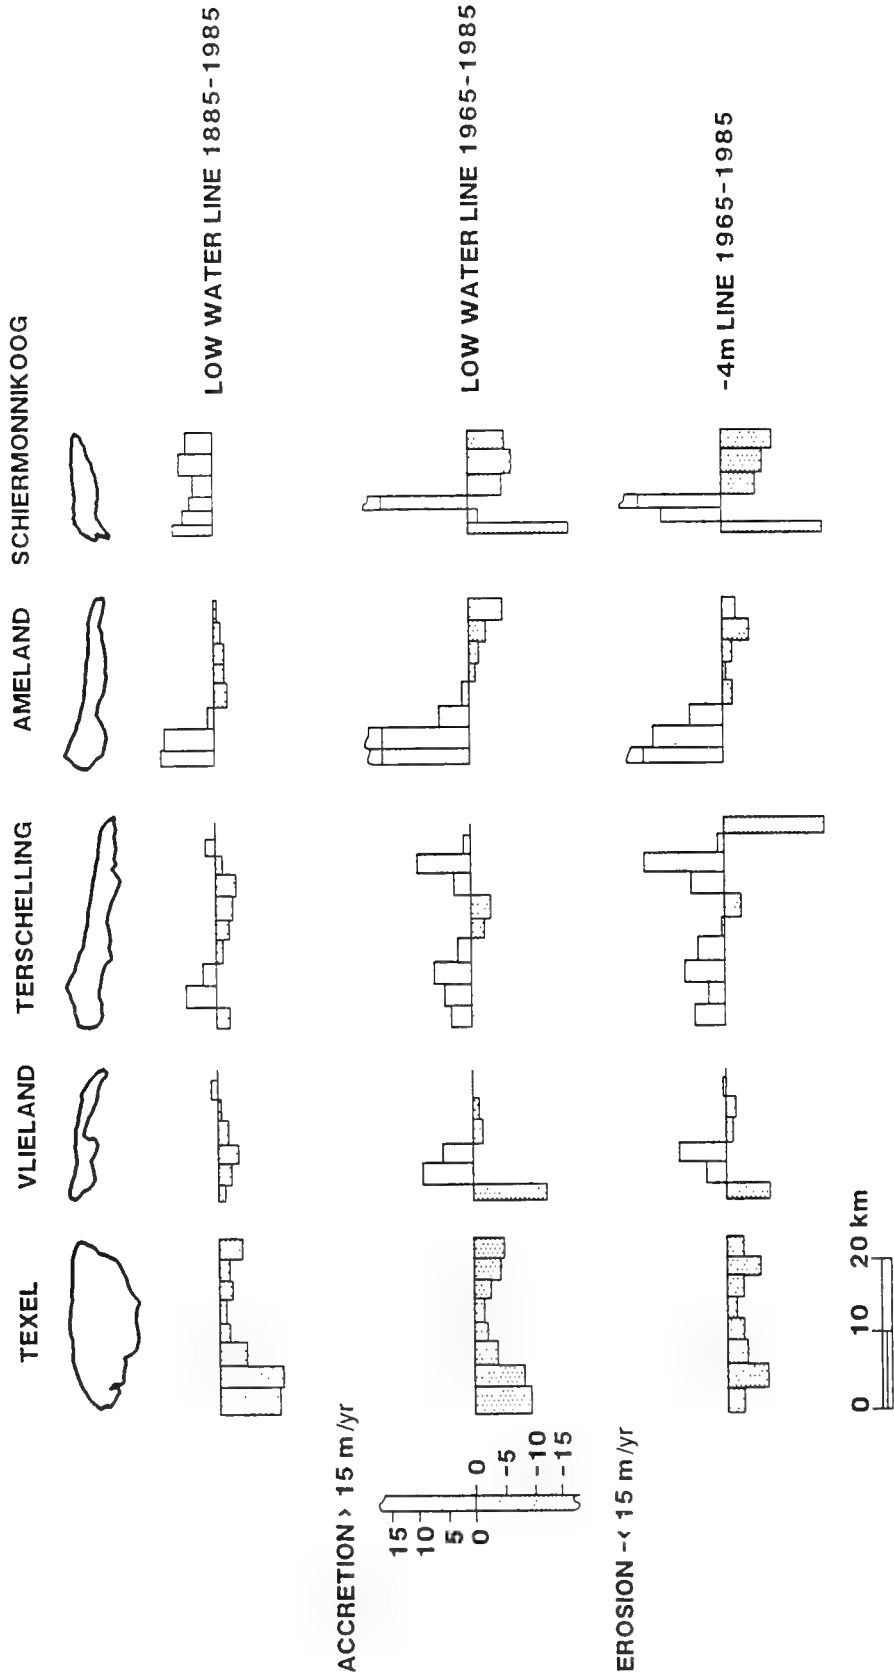 TEXEL
VLIELAND
TERSCHELLING
AMELAND
SCHIERMONNIKOOG
LOW WATER LINE 1885-1985
ACCRETION > 15 m/yr
15
10
5
0
0
-5
-10
-15
LOW WATER LINE 1965-1985
EROSION -< 15 m/yr
-4m LINE 1965-1985
0 10 20 km